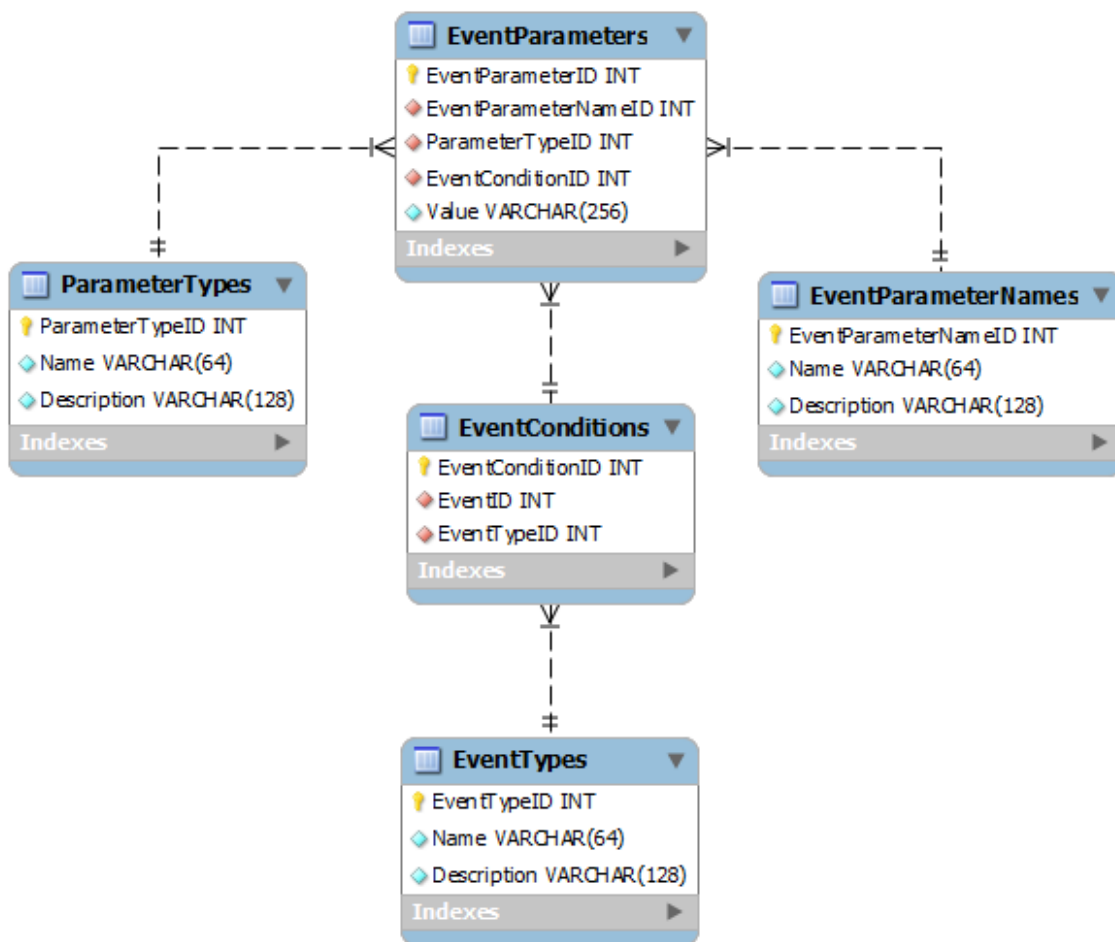 EventParameters
EventParameterID INT
EventParameterNameID INT
ParameterTypeID INT
EventConditionID INT
Value VARCHAR(256)
Indexes
ParameterTypes
ParameterTypeID INT
Name VARCHAR(64)
Description VARCHAR(128)
Indexes
EventParameterNames
EventParameterNameID INT
Name VARCHAR(64)
Description VARCHAR(128)
Indexes
EventConditions
EventConditionID INT
EventID INT
EventTypeID INT
Indexes
EventTypes
EventTypeID INT
Name VARCHAR(64)
Description VARCHAR(128)
Indexes